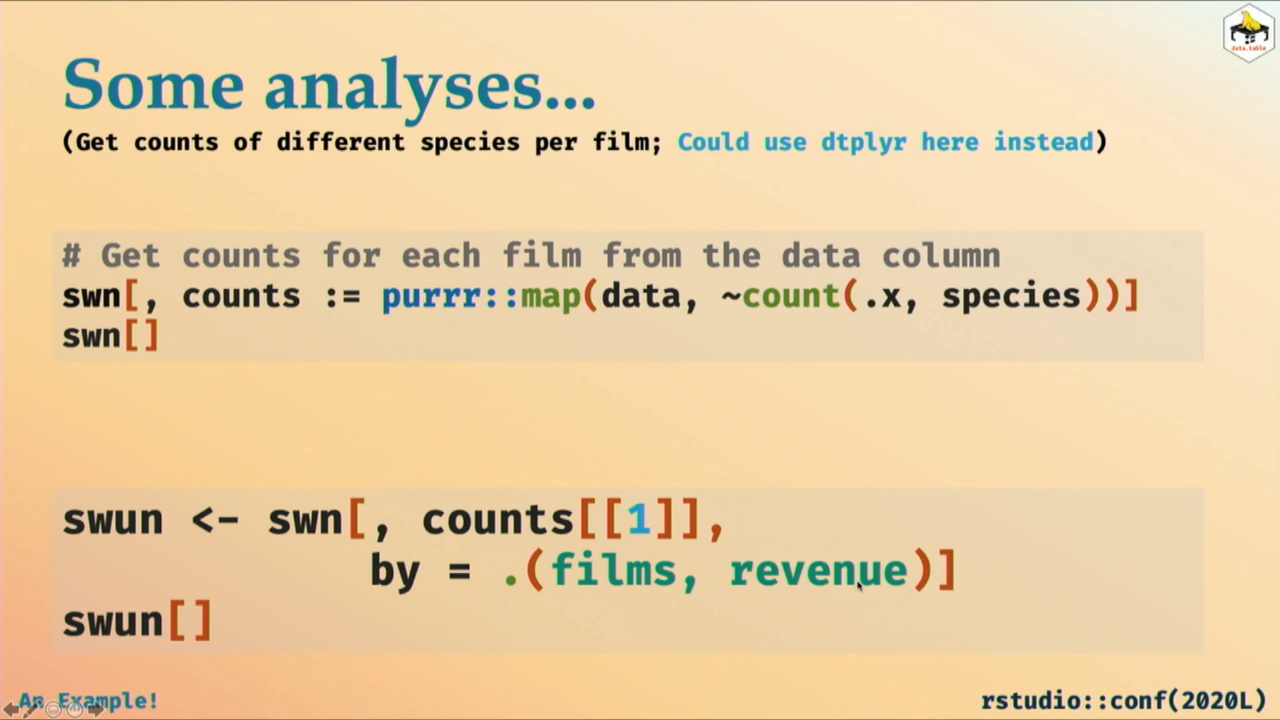 data.table
Some analyses...
(Get counts of different species per film; Could use dtplyr here instead)
# Get counts for each film from the data column
swn[, counts := purrr::map(data, ~count(.x, species))]
swn[]
swun <- swn[, counts[[1]],
by = .(films, revenue)]
swun[]
An Example!
rstudio::conf(2020L)